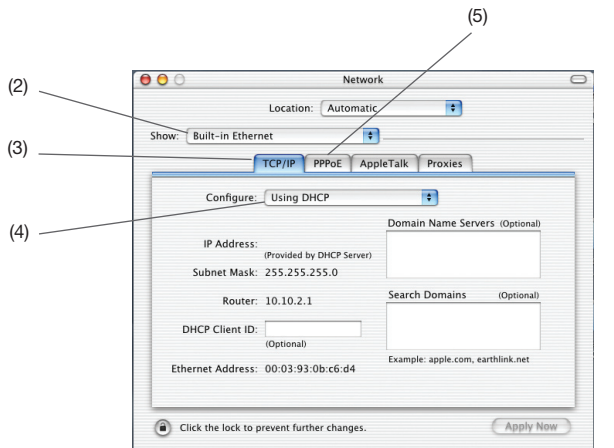 (5)
Network
(2)
Location: Automatic
Show: Built-in Ethernet
(3)
TCP/IP PPPoE AppleTalk Proxies
Configure: Using DHCP
(4)
Domain Name Servers (Optional)
IP Address:
(Provided by DHCP Server)
Subnet Mask: 255.255.255.0
Router: 10.10.2.1
Search Domains (Optional)
DHCP Client ID:
(Optional)
Example: apple.com, earthlink.net
Ethernet Address: 00:03:93:0b:c6:d4
Click the lock to prevent further changes.
Apply Now